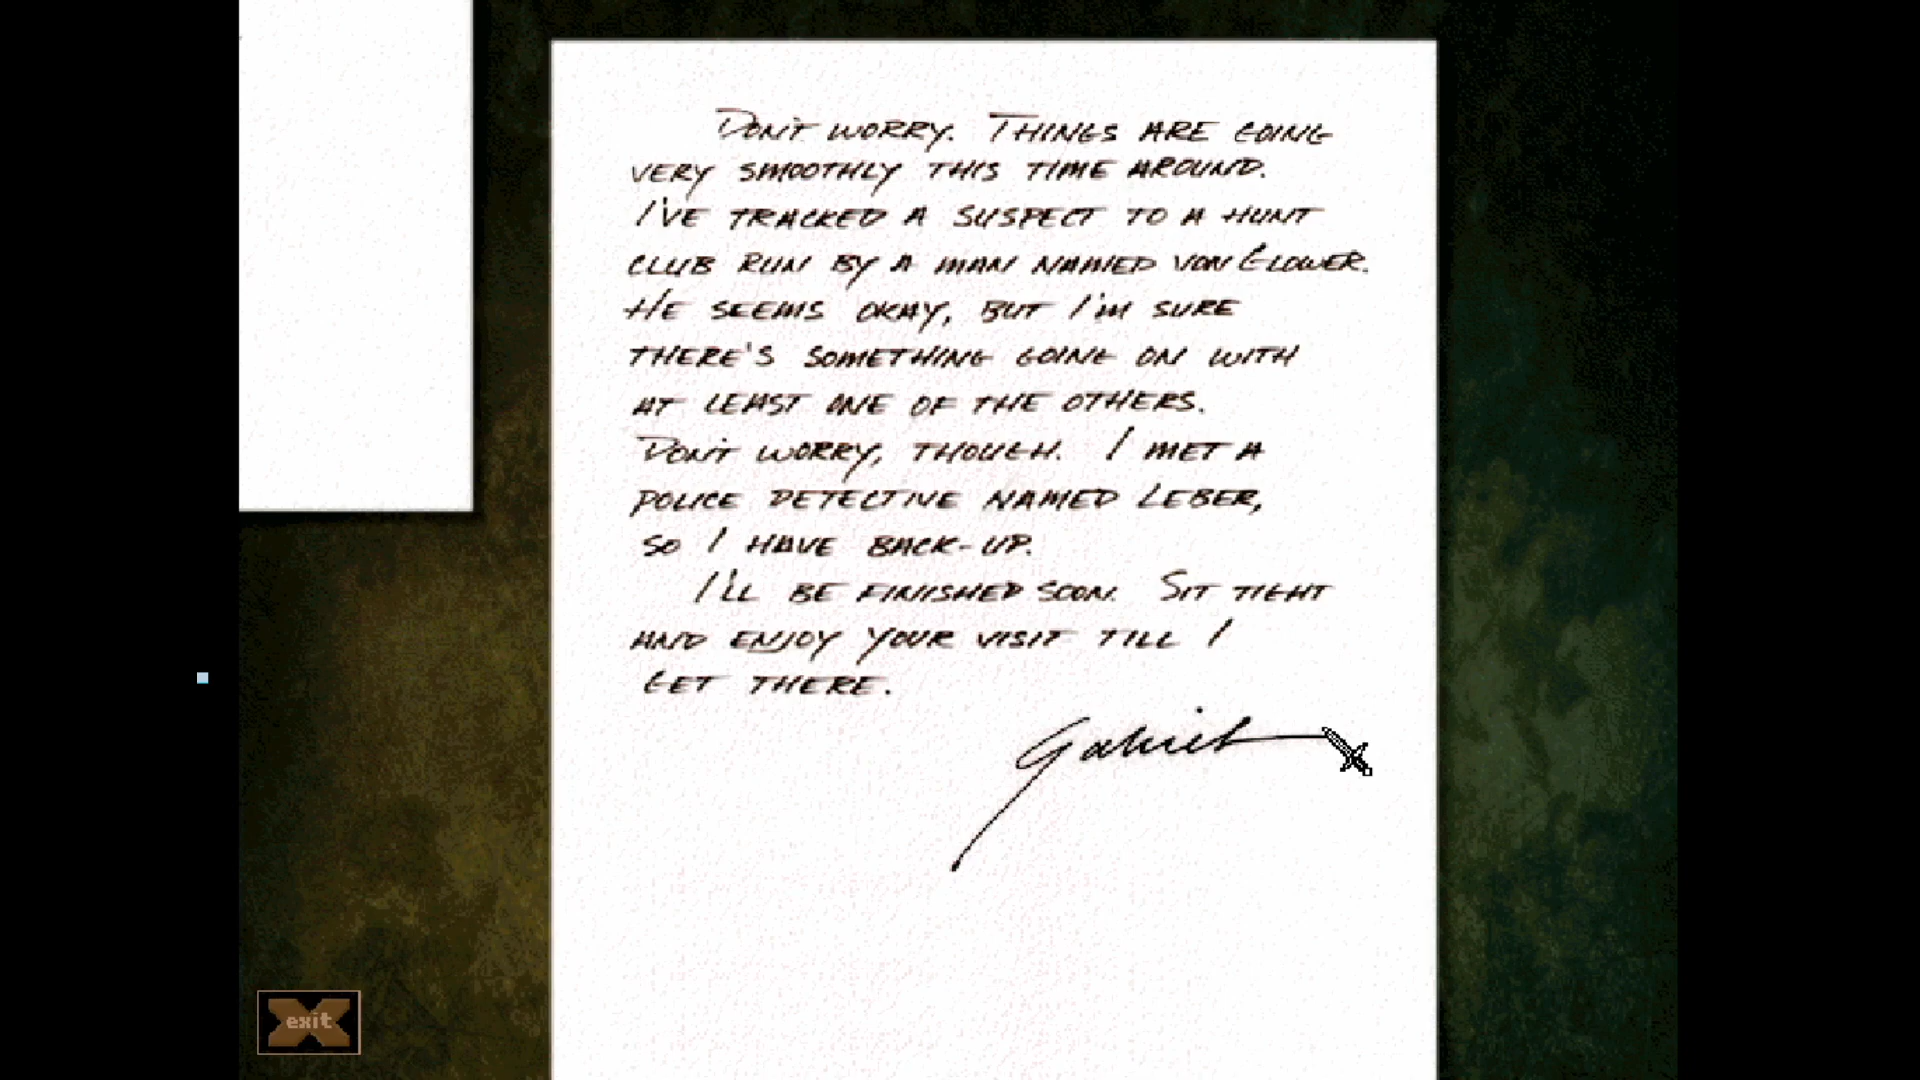 DON'T WORRY. THINGS ARE GOING
VERY SMOOTHLY THIS TIME AROUND.
I'VE TRACKED A SUSPECT TO A HUNT
CLUB RUN BY A MAN NAMED VON GLOWER.
HE SEEMS OKAY, BUT I'M SURE
THERE'S SOMETHING GOING ON WITH
AT LEAST ONE OF THE OTHERS.
DON'T WORRY, THOUGH. I MET A
POLICE DETECTIVE NAMED LEBER,
SO I HAVE BACK-UP.
I'LL BE FINISHED SOON. SIT TIGHT
AND ENJOY YOUR VISIT TILL I
GET THERE.
Gabriel
exit